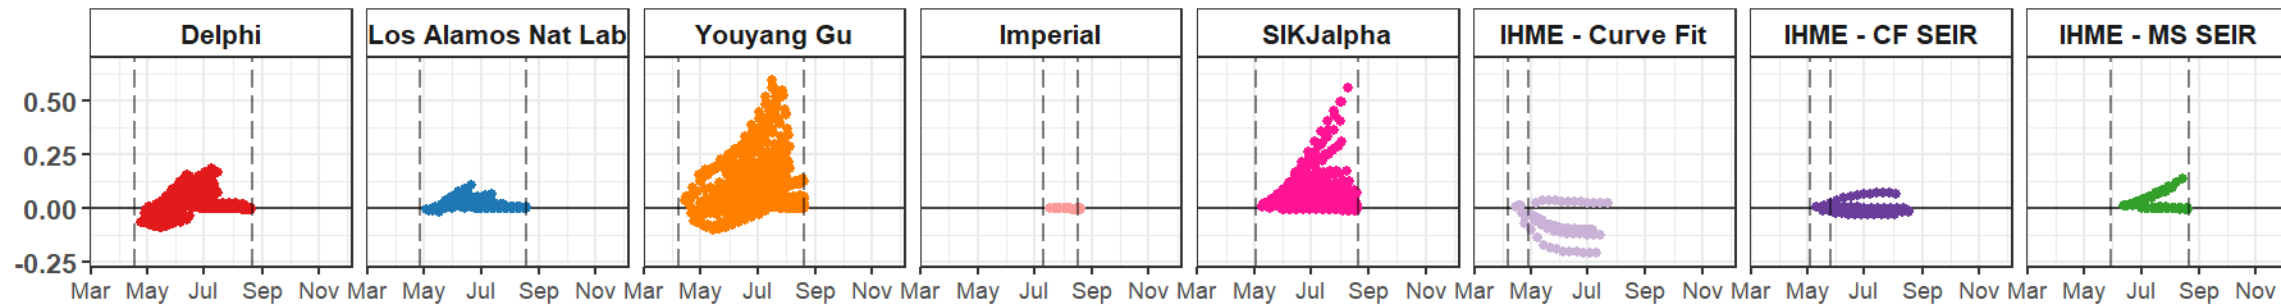 Delphi Los Alamos Nat Lab Youyang Gu Imperial SIKJalpha IHME - Curve Fit IHME - CF SEIR IHME - MS SEIR
0.50
0.25
0.00
-0.25
Mar May Jul Sep Nov Mar May Jul Sep Nov Mar May Jul Sep Nov Mar May Jul Sep Nov Mar May Jul Sep Nov Mar May Jul Sep Nov Mar May Jul Sep Nov Mar May Jul Sep Nov